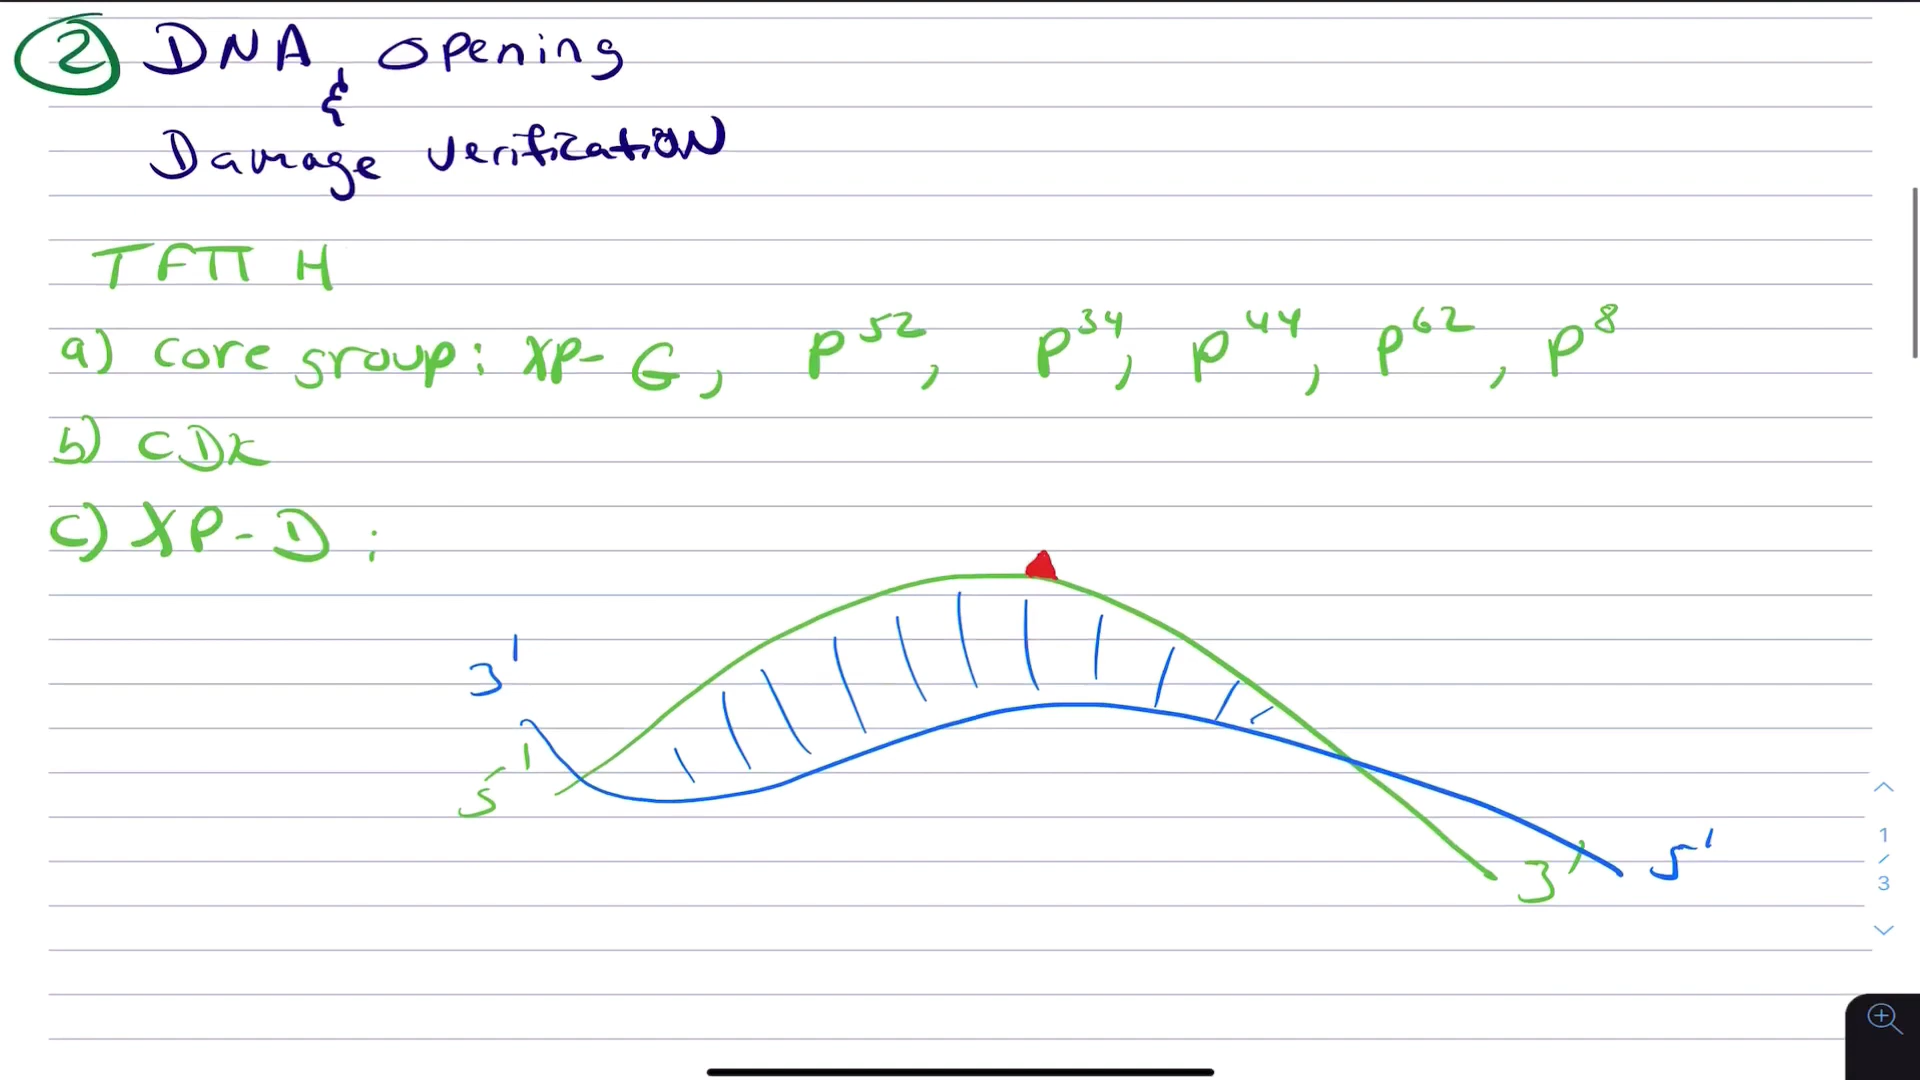 2 DNA opening
&
Damage verification
TFII H
a) core group: XP-G, p52, p34, p44, p62, p8
b) CDK
c) XP-D :
3'
5'
3' 5'
1
/
3